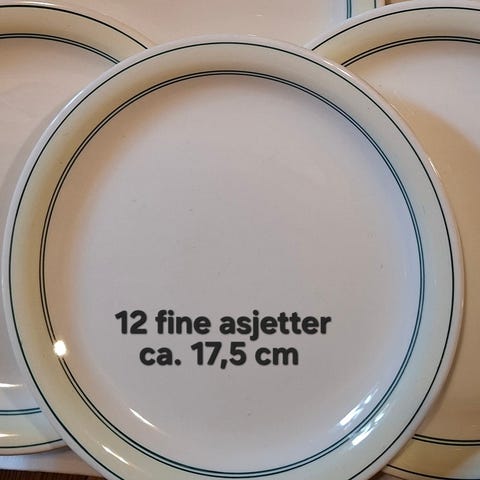 12 fine asjetter
ca. 17,5 cm